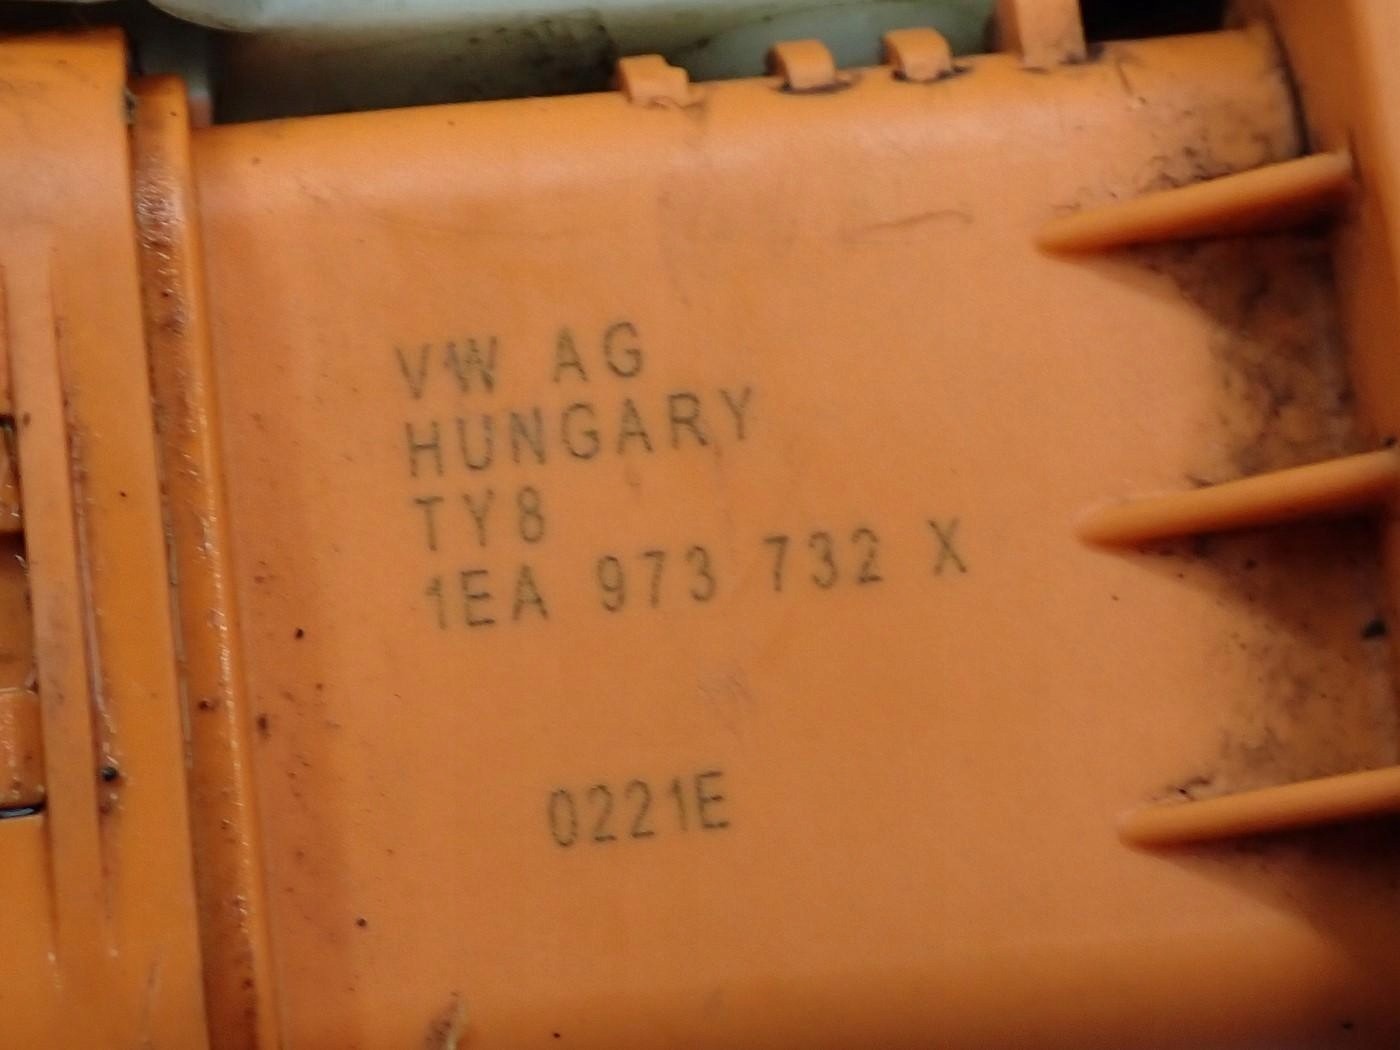 VW AG
HUNGARY
TY8
1EA 973 732 X
0221E